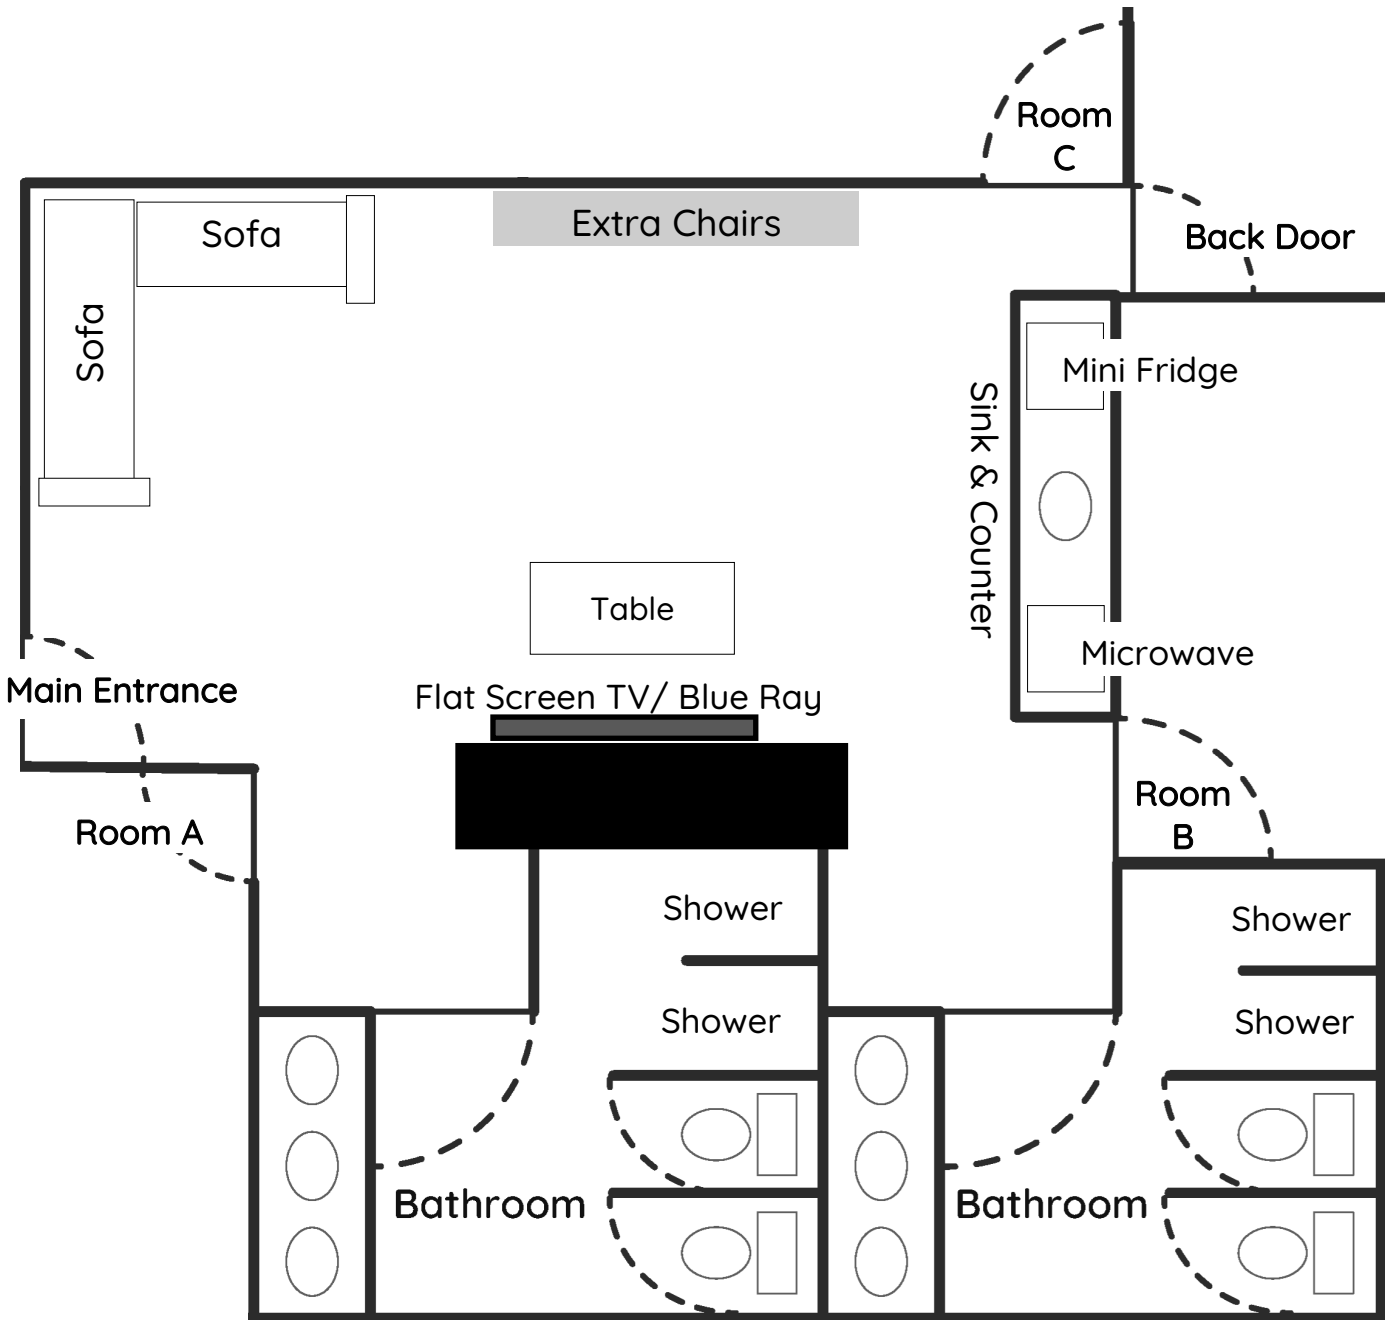 Room
C
Back Door
Sofa
Extra Chairs
Sofa
Mini Fridge
Sink & Counter
Table
Microwave
Main Entrance
Flat Screen TV/ Blue Ray
Room
B
Room A
Shower
Shower
Shower
Shower
Bathroom
Bathroom